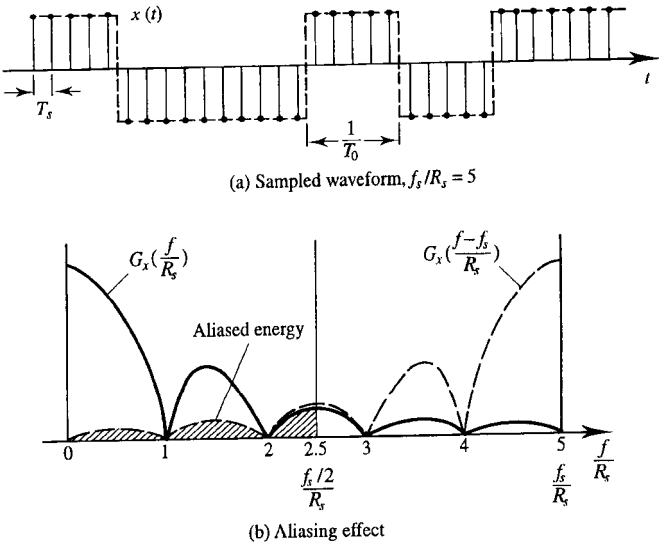 x (t)
t
T_s
1/T_0
(a) Sampled waveform, f_s/R_s = 5
G_x(f/R_s)
G_x(f–f_s/R_s)
Aliased energy
0 1 2 2.5 3 4 5 f/R_s
f_s/2/R_s f_s/R_s
(b) Aliasing effect